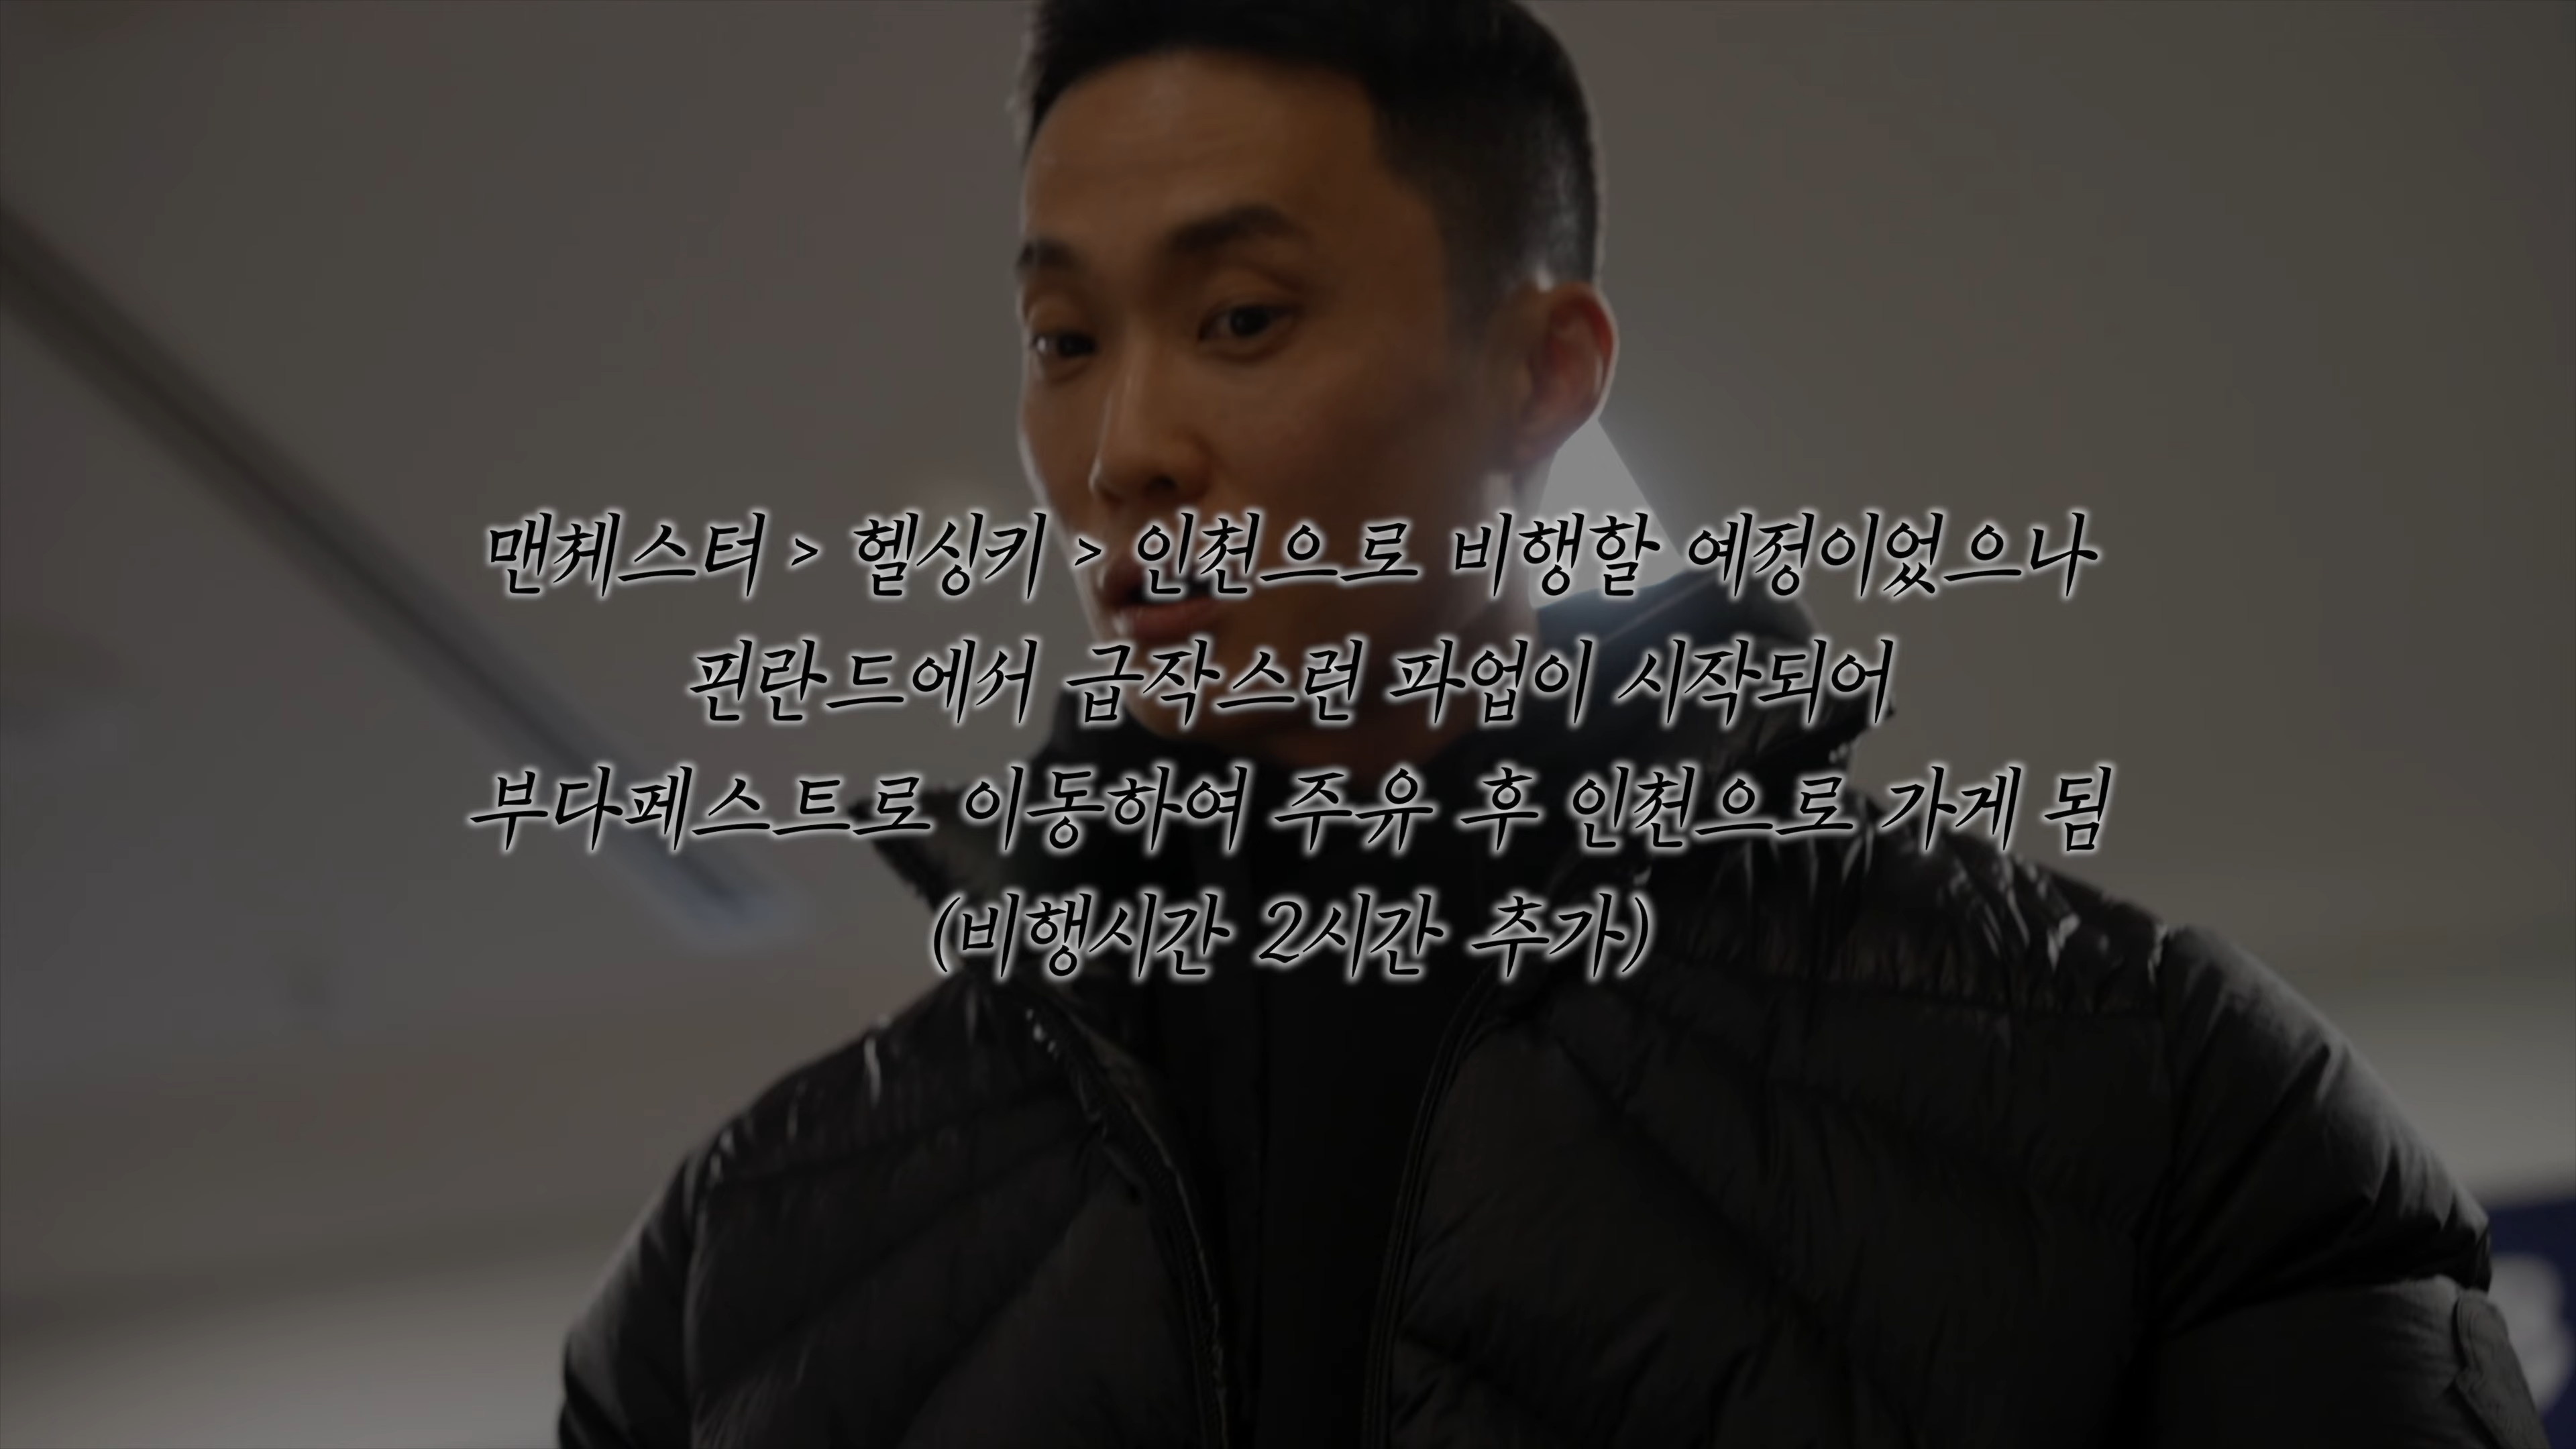 맨체스터 > 헬싱키 > 인천으로 비행할 예정이었으나
핀란드에서 급작스런 파업이 시작되어
부다페스트로 이동하여 주유 후 인천으로 가게 됨
(비행시간 2시간 추가)